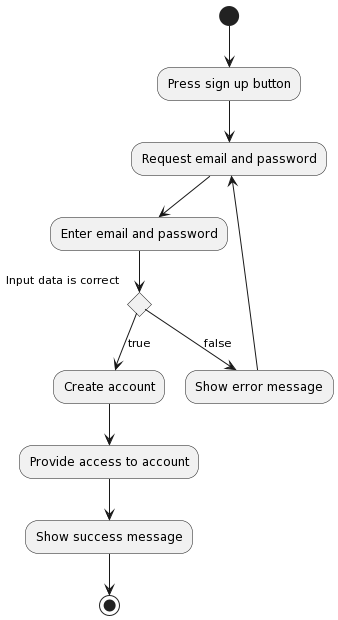 Press sign up button
Request email and password
Enter email and password
Input data is correct
true
false
Create account
Show error message
Provide access to account
Show success message